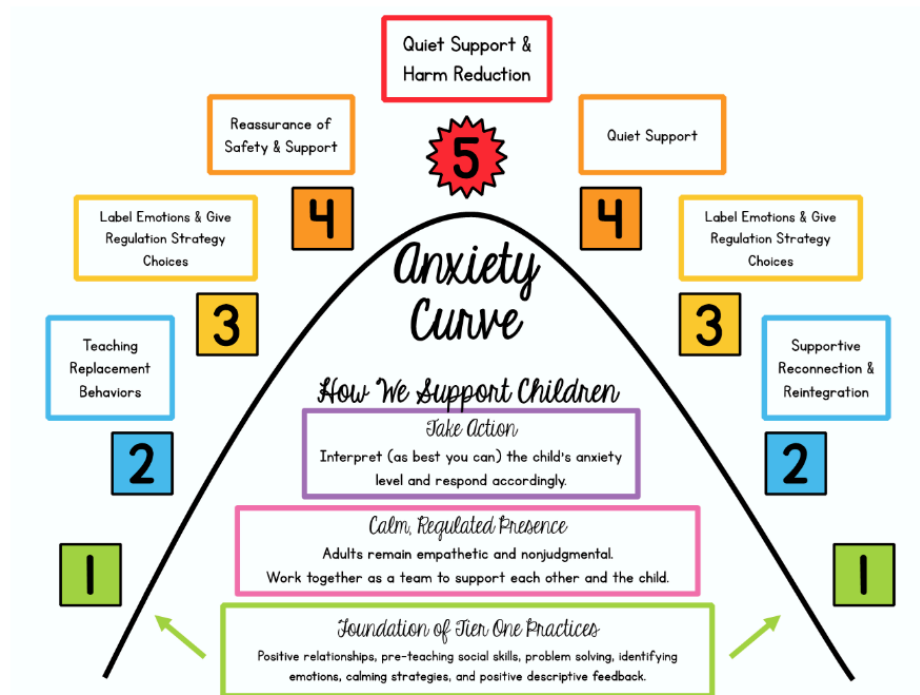 Quiet Support &
Harm Reduction
5
Reassurance of
Safety & Support
4
Quiet Support
4
Label Emotions & Give
Regulation Strategy
Choices
3
Label Emotions & Give
Regulation Strategy
Choices
3
Teaching
Replacement
Behaviors
2
Supportive
Reconnection &
Reintegration
2
1
1
Anxiety
Curve
How We Support Children
Take Action
Interpret (as best you can) the child's anxiety
level and respond accordingly.
Calm, Regulated Presence
Adults remain empathetic and nonjudgmental.
Work together as a team to support each other and the child.
Foundation of Tier One Practices
Positive relationships, pre-teaching social skills, problem solving, identifying
emotions, calming strategies, and positive descriptive feedback.